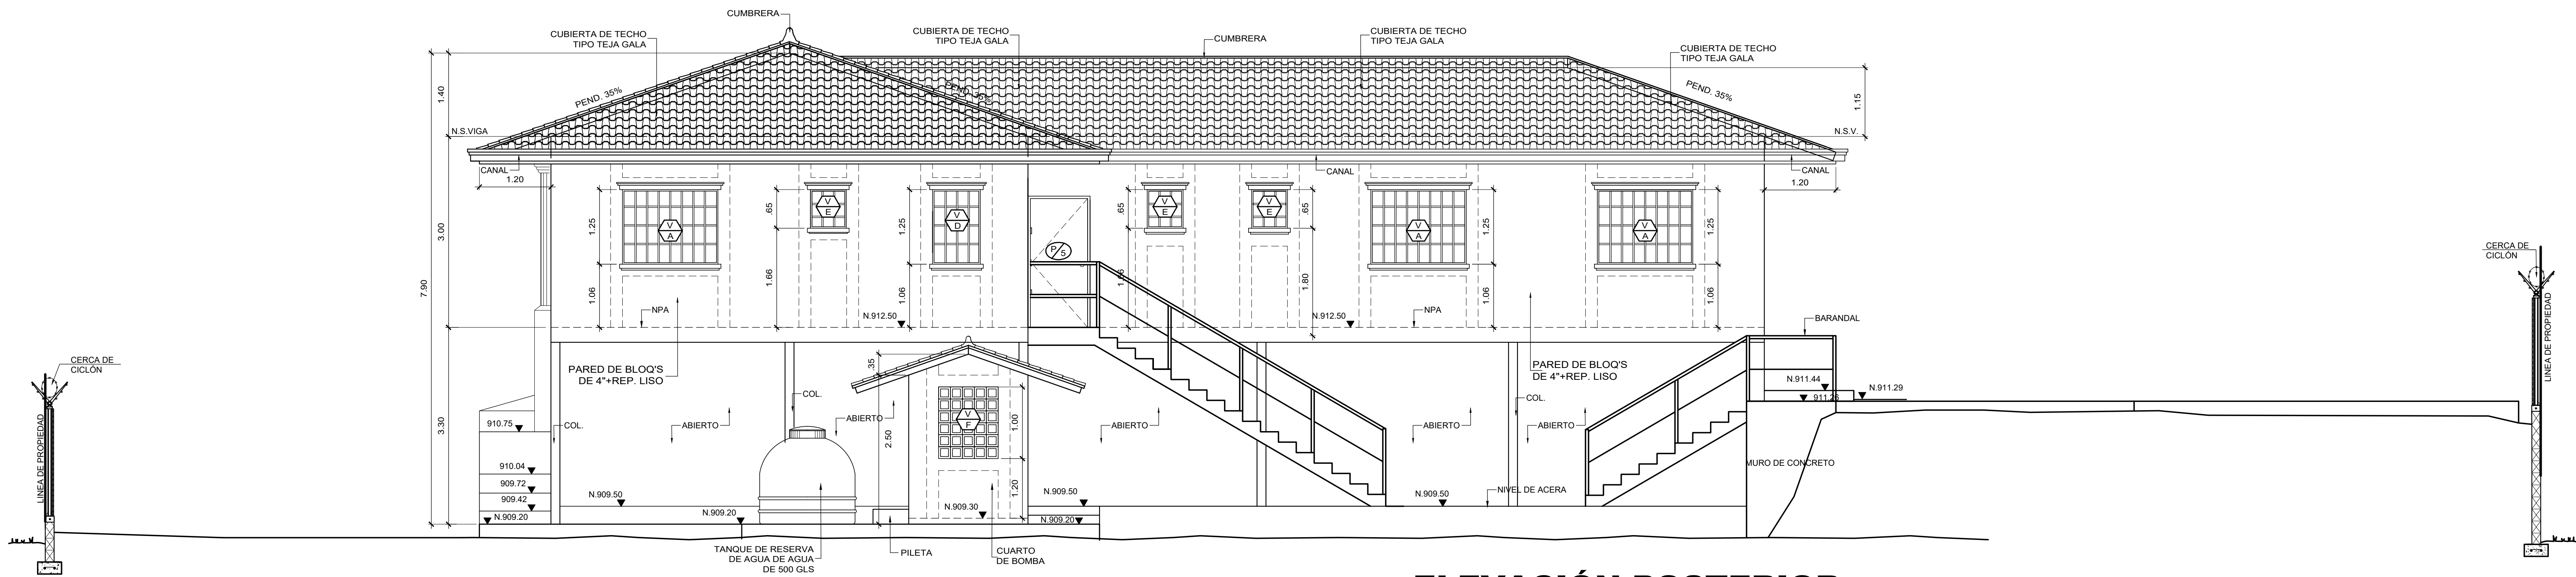 CUMBRERA
CUBIERTA DE TECHO
TIPO TEJA GALA
CUBIERTA DE TECHO
TIPO TEJA GALA
CUMBRERA
CUBIERTA DE TECHO
TIPO TEJA GALA
CUBIERTA DE TECHO
TIPO TEJA GALA
PEND. 35%
PEND. 35%
PEND. 35%
1.40
1.15
N.S.VIGA
N.S.V.
CANAL
1.20
CANAL
CANAL
1.20
7.90
3.00
3.30
1.25
1.06
V
A
.65
1.66
V
E
1.25
1.06
V
D
P
5
.65
V
E
.65
1.80
V
E
V
A
1.25
1.06
V
A
1.25
1.06
NPA
N.912.50
N.912.50
NPA
BARANDAL
CERCA DE
CICLÓN
LINEA DE PROPIEDAD
CERCA DE
CICLÓN
LINEA DE PROPIEDAD
PARED DE BLOQ'S
DE 4"+REP. LISO
PARED DE BLOQ'S
DE 4"+REP. LISO
.35
2.50
COL.
COL.
COL.
ABIERTO
ABIERTO
ABIERTO
ABIERTO
ABIERTO
V
F
1.00
1.20
N.911.44
N.911.29
911.26
910.75
910.04
909.72
909.42
N.909.20
N.909.50
N.909.20
N.909.30
N.909.50
N.909.20
N.909.50
NIVEL DE ACERA
MURO DE CONCRETO
TANQUE DE RESERVA
DE AGUA DE AGUA
DE 500 GLS
PILETA
CUARTO
DE BOMBA
ELEVACIÓN POSTERIOR